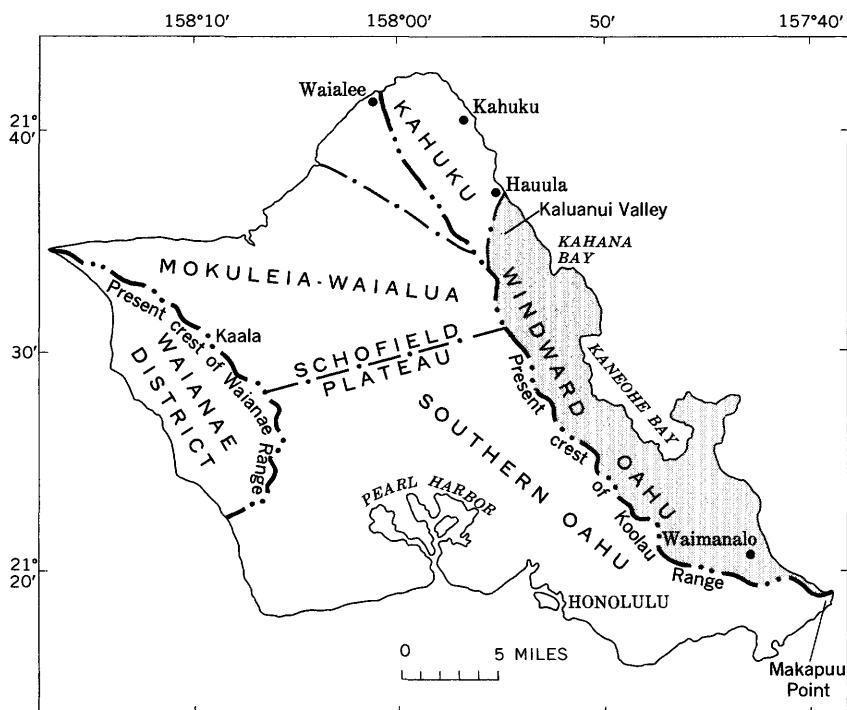 158°10' 158°00' 50' 157°40'
21°
40'
30'
21°
20'
Waialee
Kahuku
KAHUKU
Hauula
Kaluanui Valley
KAHANA
BAY
MOKULEIA-WAIALUA
WINDWARD OAHU
Present crest of Waianae Range
Kaala
WAIANAE
DISTRICT
SCHOFIELD
PLATEAU
Present crest of Koolau Range
KANEOHE BAY
SOUTHERN OAHU
PEARL HARBOR
Waimanalo
HONOLULU
0 5 MILES
Makapuu
Point